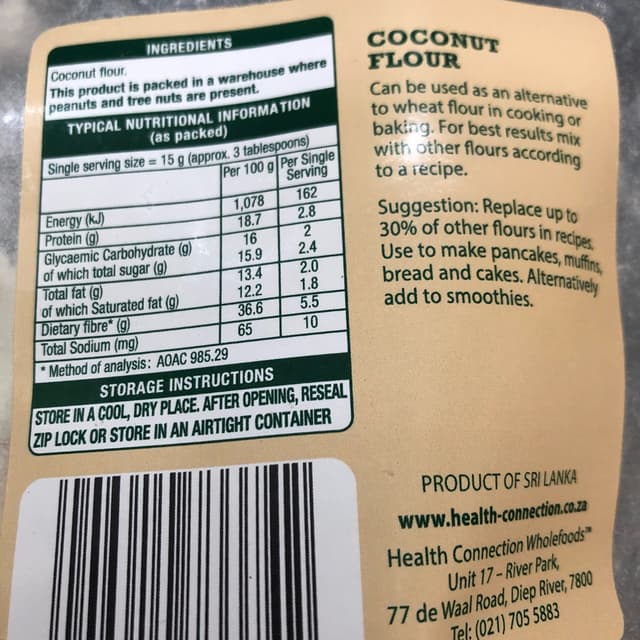 INGREDIENTS
Coconut flour.
This product is packed in a warehouse where
peanuts and tree nuts are present.
TYPICAL NUTRITIONAL INFORMATION
(as packed)
Single serving size = 15 g (approx. 3 tablespoons)
Per 100 g Per Single
Serving
Energy (kJ) 1,078 162
Protein (g) 18.7 2.8
Glycaemic Carbohydrate (g) 16 2
of which total sugar (g) 15.9 2.4
Total fat (g) 13.4 2.0
of which Saturated fat (g) 12.2 1.8
Dietary fibre* (g) 36.6 5.5
Total Sodium (mg) 65 10
* Method of analysis: AOAC 985.29
STORAGE INSTRUCTIONS
STORE IN A COOL, DRY PLACE. AFTER OPENING, RESEAL
ZIP LOCK OR STORE IN AN AIRTIGHT CONTAINER
COCONUT
FLOUR
Can be used as an alternative
to wheat flour in cooking or
baking. For best results mix
with other flours according
to a recipe.
Suggestion: Replace up to
30% of other flours in recipes.
Use to make pancakes, muffins,
bread and cakes. Alternatively
add to smoothies.
PRODUCT OF SRI LANKA
www.health-connection.co.za
Health Connection Wholefoods™
Unit 17 – River Park,
77 de Waal Road, Diep River, 7800
Tel: (021) 705 5883